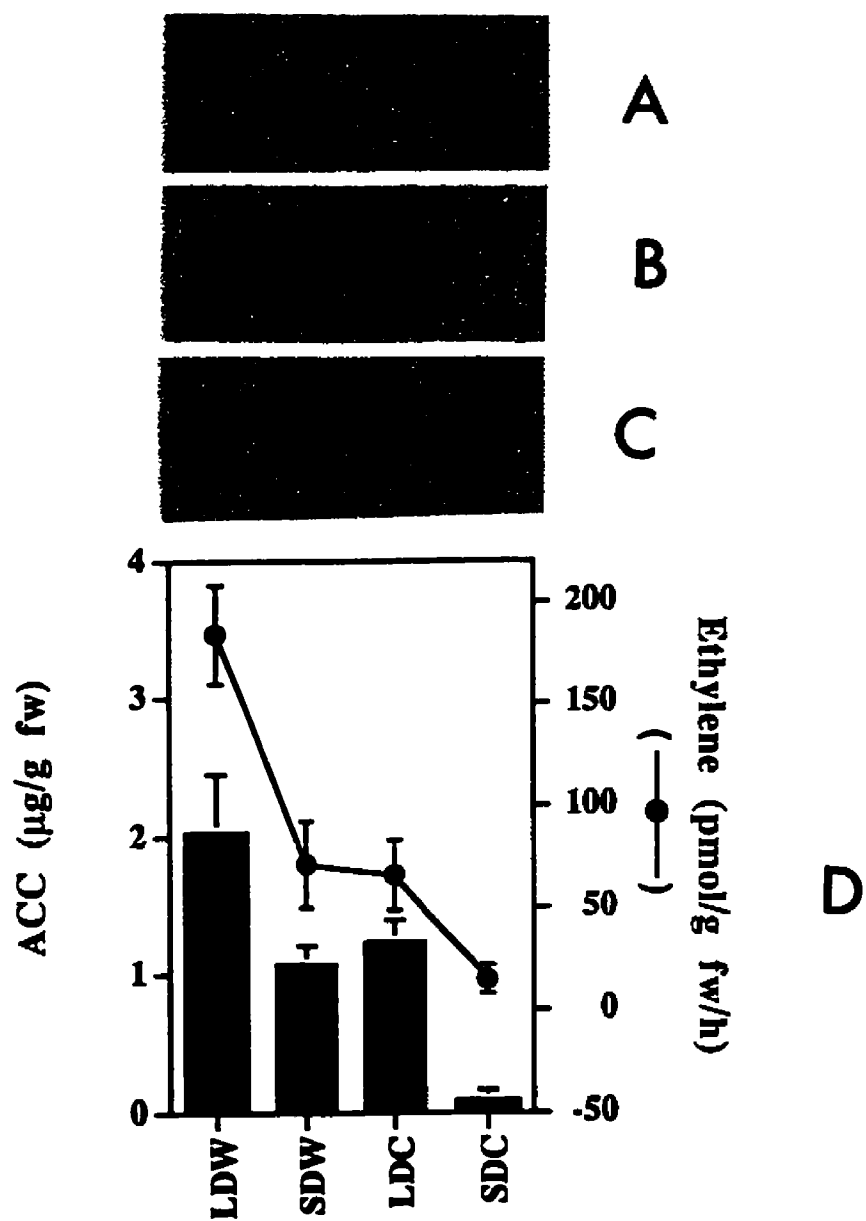 A
B
C
D
ACC (µg/g fw)
4
3
2
1
0
200
150
100
50
0
-50
Ethylene (pmol/g fw/h)
( )
LDW
SDW
LDC
SDC